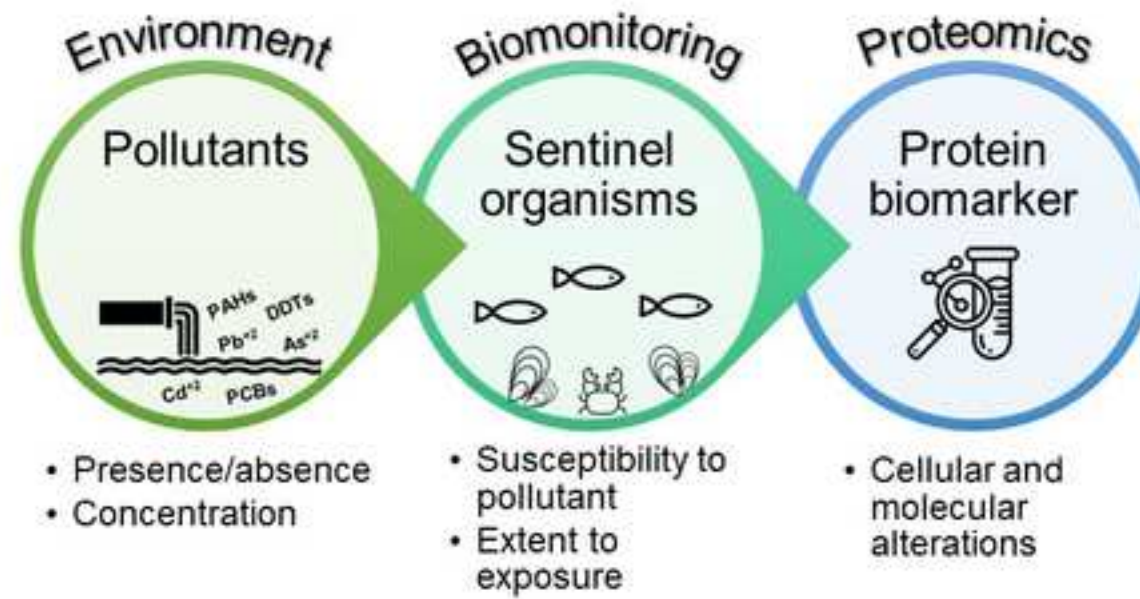 Environment
Pollutants
PAHs
DDTs
Pb⁺²
As⁺²
Cd⁺²
PCBs
• Presence/absence
• Concentration
Biomonitoring
Sentinel
organisms
• Susceptibility to
pollutant
• Extent to
exposure
Proteomics
Protein
biomarker
• Cellular and
molecular
alterations